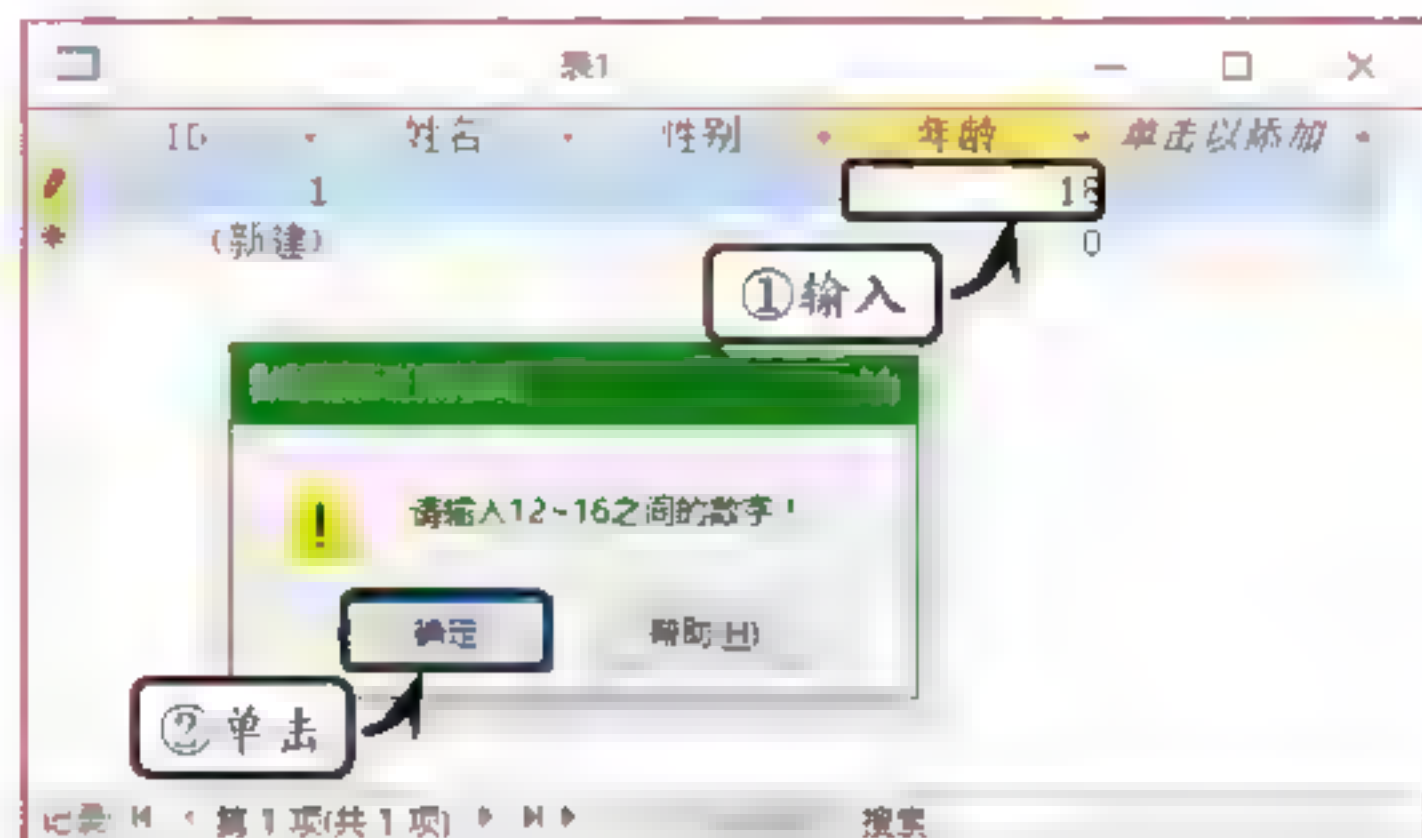 表1
ID 姓名 性别 年龄 单击以添加
1 18
(新建) 0
①输入
请输入12~16之间的数字！
确定 帮助(H)
②单击
记录 第1项(共1项) 搜索